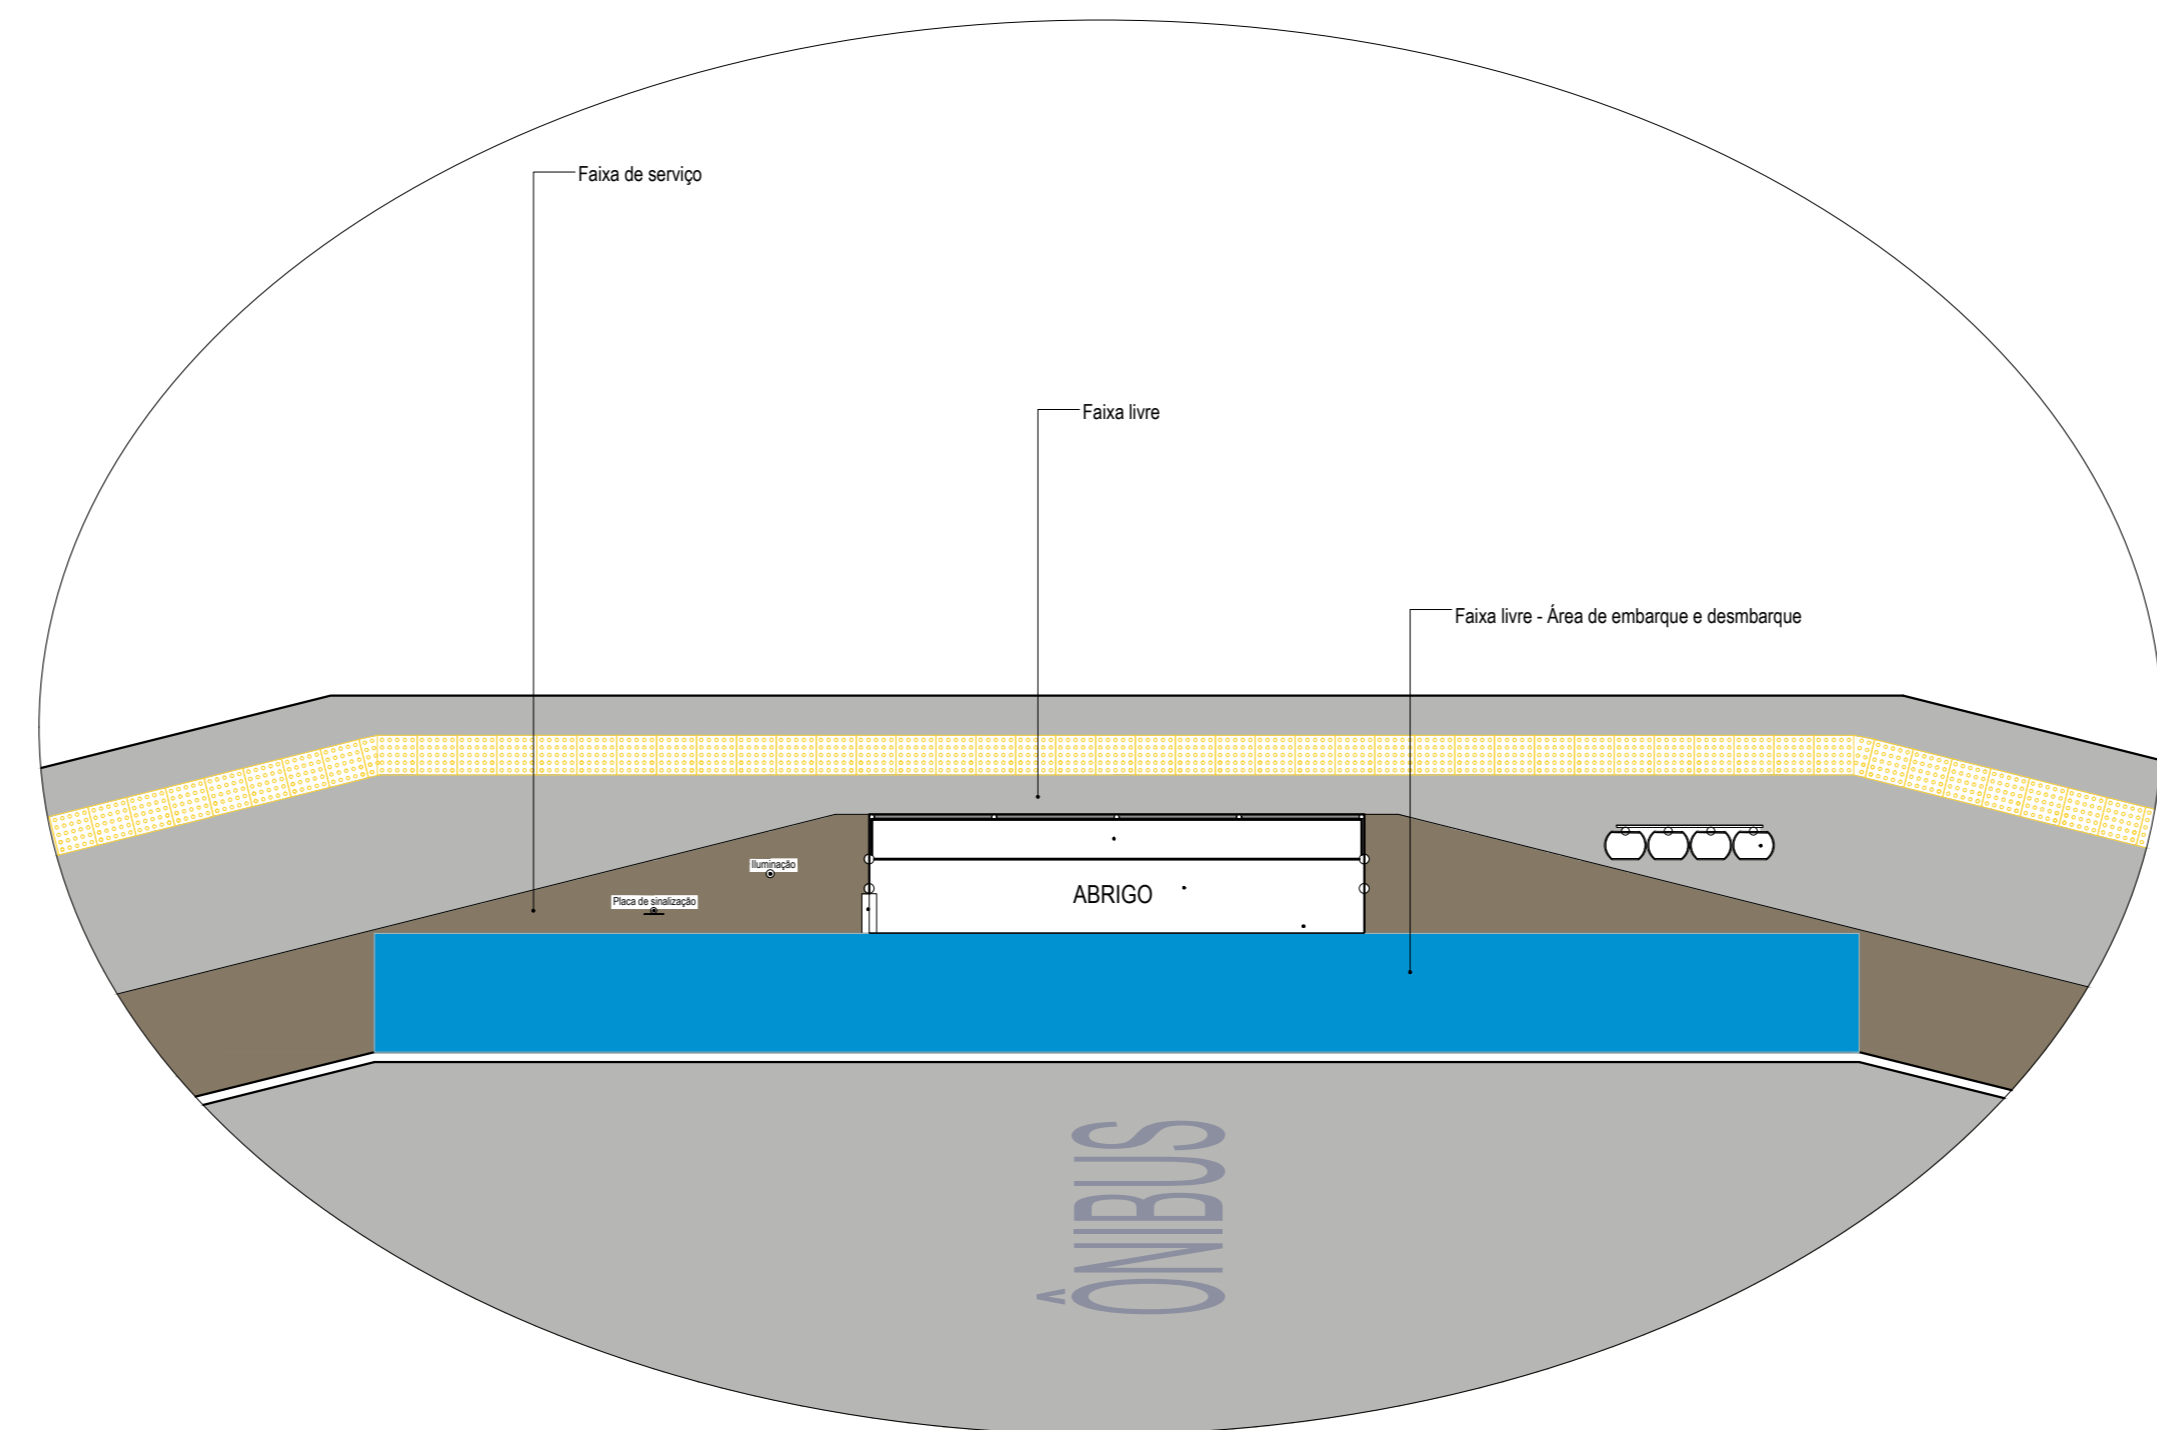 Faixa de serviço
Faixa livre
Faixa livre - Área de embarque e desmbarque
Iluminação
Placa de sinalização
ABRIGO
ÔNIBUS